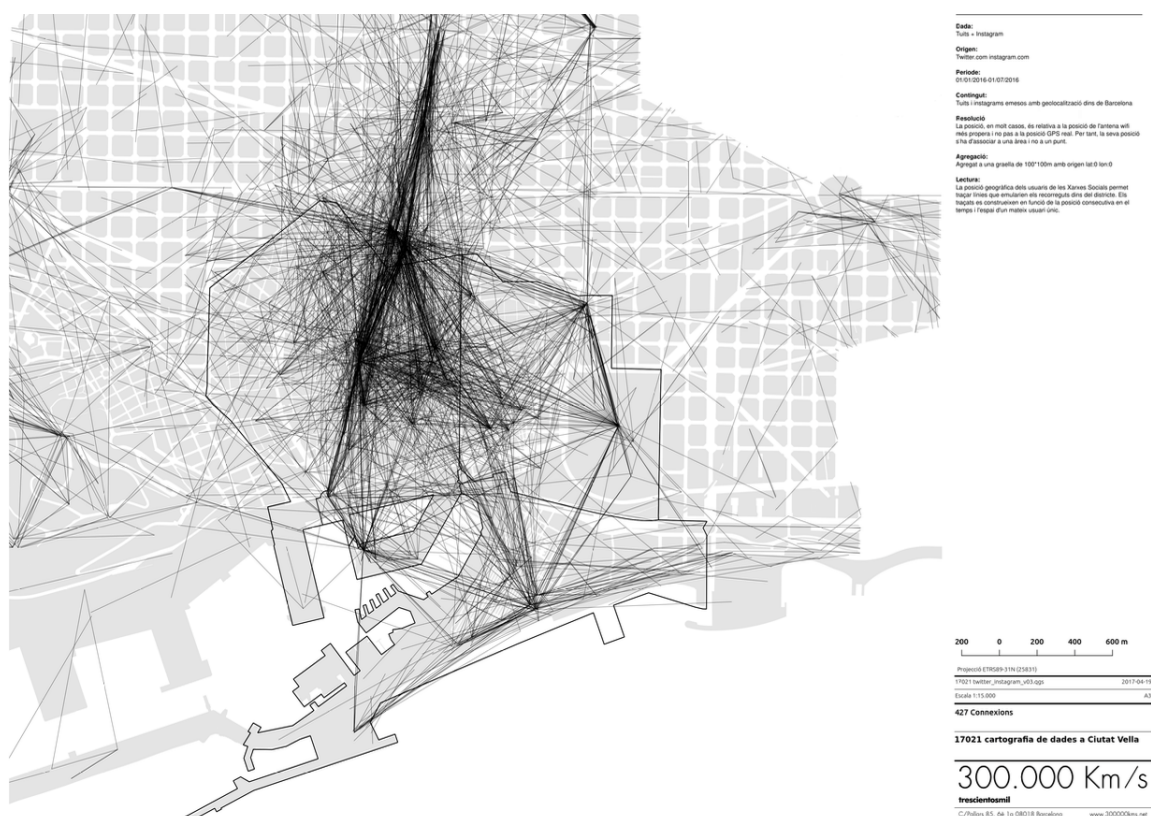 Dada:
Tuits + Instagram
Origen:
Twitter.com instagram.com
Periode:
01/01/2016-01/07/2016
Contingut:
Tuits i instagrams emesos amb geolocalització dins de Barcelona
Resolució
La posició, en molt casos, és relativa a la posició de l'antena wifi
més propera i no pas a la posició GPS real. Per tant, la seva posició
s'ha d'associar a una àrea i no a un punt.
Agregació:
Agregat a una graella de 100*100m amb origen lat:0 lon:0
Lectura:
La posició geogràfica dels usuaris de les Xarxes Socials permet
traçar línies que emularien els recorreguts dins del districte. Els
traçats es construeixen en funció de la posició consecutiva en el
temps i l'espai d'un mateix usuari únic.
200 0 200 400 600 m
Projecció ETRS89-31N (25831)
17021 twitter_instagram_v03.qgs 2017-04-19
Escala 1:15.000 A3
427 Connexions
17021 cartografia de dades a Ciutat Vella
300.000 Km/s
trescientosmil
C/Pallars 85, 6è 1a 08018 Barcelona www.300000kms.net